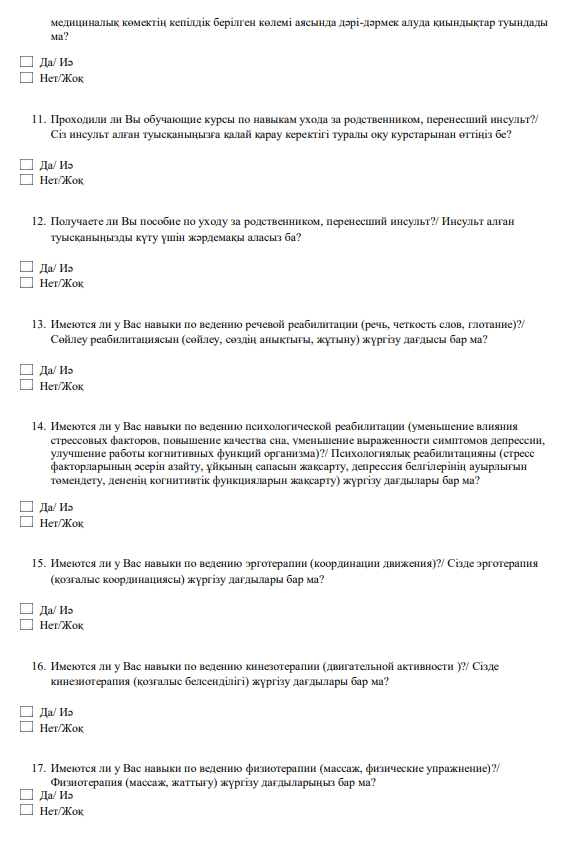 медициналық көмектің кепілдік берілген көлемі аясында дәрі-дәрмек алуда қиындықтар туындады
ма?
Да/ Иә
Нет/Жоқ
11. Проходили ли Вы обучающие курсы по навыкам ухода за родственником, перенесший инсульт?/
Сіз инсульт алған туысқаныңызға қалай қарау керектігі туралы оқу курстарынан өттіңіз бе?
Да/ Иә
Нет/Жоқ
12. Получаете ли Вы пособие по уходу за родственником, перенесший инсульт?/ Инсульт алған
туысқаныңызды күту үшін жәрдемақы аласыз ба?
Да/ Иә
Нет/Жоқ
13. Имеются ли у Вас навыки по ведению речевой реабилитации (речь, четкость слов, глотание)?/
Сөйлеу реабилитациясын (сөйлеу, сөздің анықтығы, жұтыну) жүргізу дағдысы бар ма?
Да/ Иә
Нет/Жоқ
14. Имеются ли у Вас навыки по ведению психологической реабилитации (уменьшение влияния
стрессовых факторов, повышение качества сна, уменьшение выраженности симптомов депрессии,
улучшение работы когнитивных функций организма)?/ Психологиялық реабилитацияны (стресс
факторларының әсерін азайту, ұйқының сапасын жақсарту, депрессия белгілерінің ауырлығын
төмендету, дененің когнитивтік функцияларын жақсарту) жүргізу дағдылары бар ма?
Да/ Иә
Нет/Жоқ
15. Имеются ли у Вас навыки по ведению эрготерапии (координации движения)?/ Сізде эрготерапия
(қозғалыс координациясы) жүргізу дағдылары бар ма?
Да/ Иә
Нет/Жоқ
16. Имеются ли у Вас навыки по ведению кинезотерапии (двигательной активности )?/ Сізде
кинезиотерапия (қозғалыс белсенділігі) жүргізу дағдылары бар ма?
Да/ Иә
Нет/Жоқ
17. Имеются ли у Вас навыки по ведению физиотерапии (массаж, физические упражнение)?/
Физиотерапия (массаж, жаттығу) жүргізу дағдыларыңыз бар ма?
Да/ Иә
Нет/Жоқ